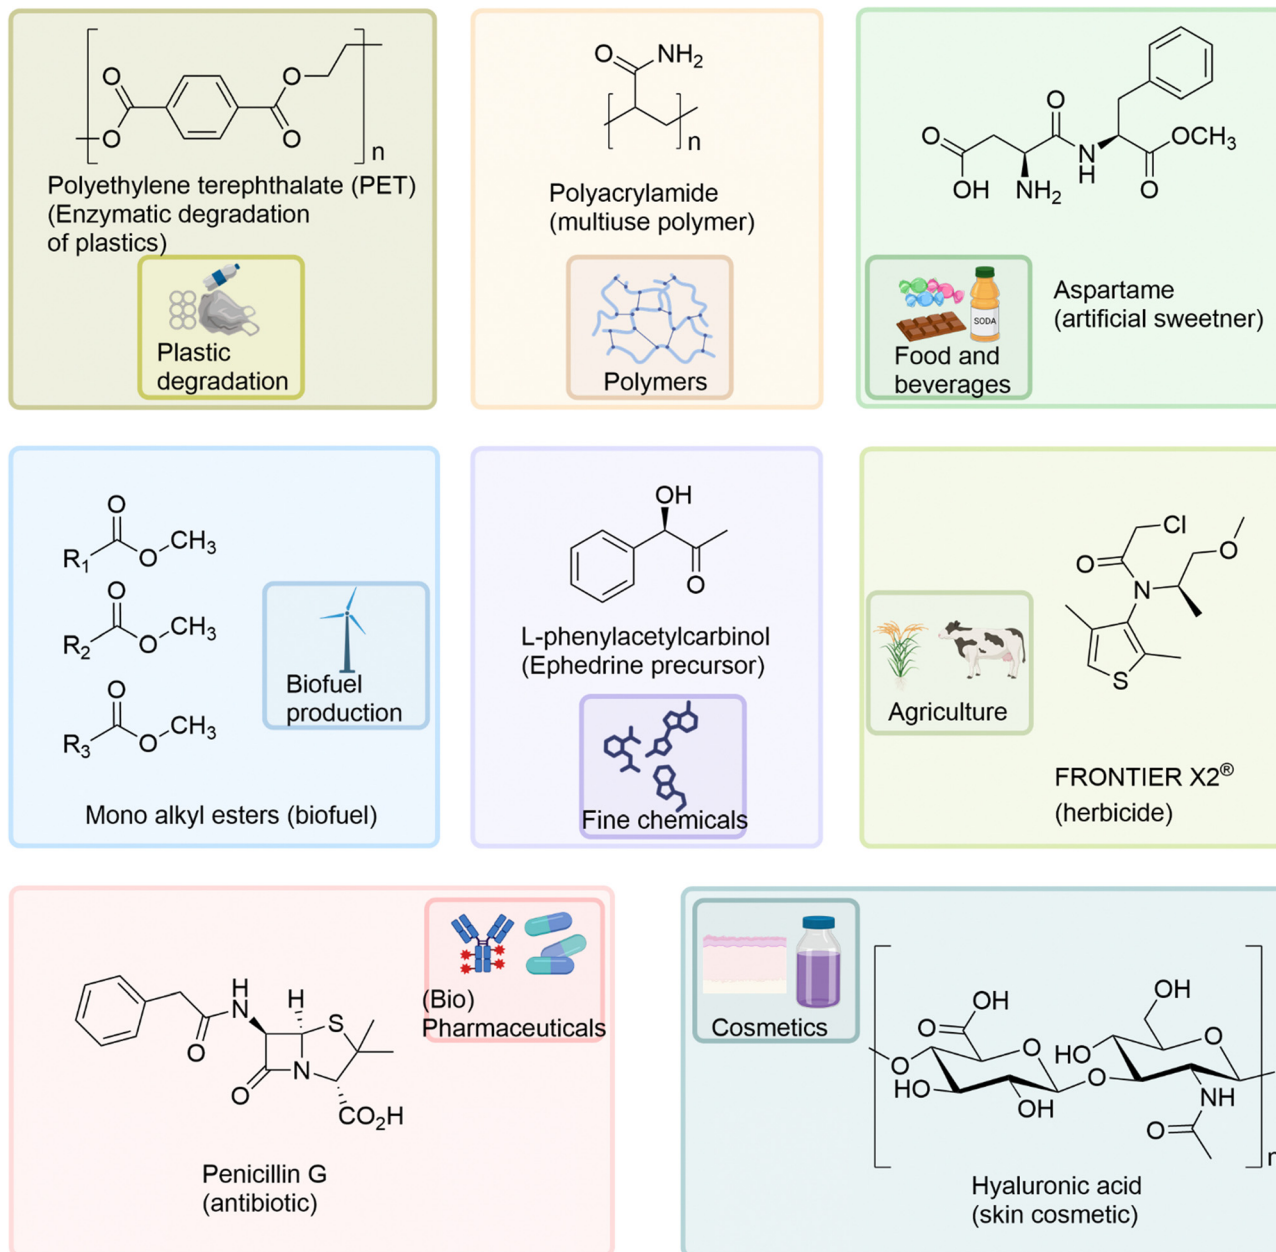 O
O
O
O
n
Polyethylene terephthalate (PET)
(Enzymatic degradation
of plastics)
Plastic
degradation
O
NH2
n
Polyacrylamide
(multiuse polymer)
Polymers
O
O
OH
NH2
N
H
O
OCH3
SODA
Food and
beverages
Aspartame
(artificial sweetner)
O
R1
O
CH3
O
R2
O
CH3
O
R3
O
CH3
Biofuel
production
Mono alkyl esters (biofuel)
OH
O
L-phenylacetylcarbinol
(Ephedrine precursor)
Fine chemicals
Cl
O
O
N
S
Agriculture
FRONTIER X2®
(herbicide)
(Bio)
Pharmaceuticals
H
N
H
S
O
O
N
CO2H
Penicillin G
(antibiotic)
Cosmetics
OH
O
O
O
HO
OH
O
OH
HO
O
NH
O
n
Hyaluronic acid
(skin cosmetic)